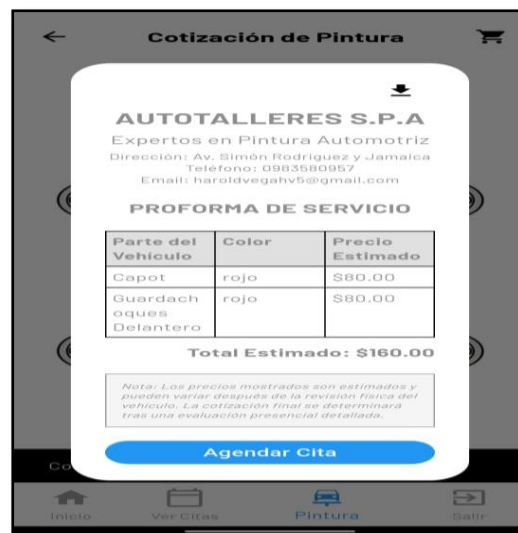 Cotización de Pintura
AUTOTALLERES S.P.A
Expertos en Pintura Automotriz
Dirección: Av. Simón Rodriguez y Jamaica
Teléfono: 0983580957
Email: haroldvegahv5@gmail.com
PROFORMA DE SERVICIO
Parte del Vehículo Color Precio Estimado
Capot rojo $80.00
Guardach rojo $80.00
oques
Delantero
Total Estimado: $160.00
Nota: Los precios mostrados son estimados y
pueden variar después de la revisión física del
vehículo. La cotización final se determinará
tras una evaluación presencial detallada.
Agendar Cita
Co
Inicio Ver Citas Pintura Salir